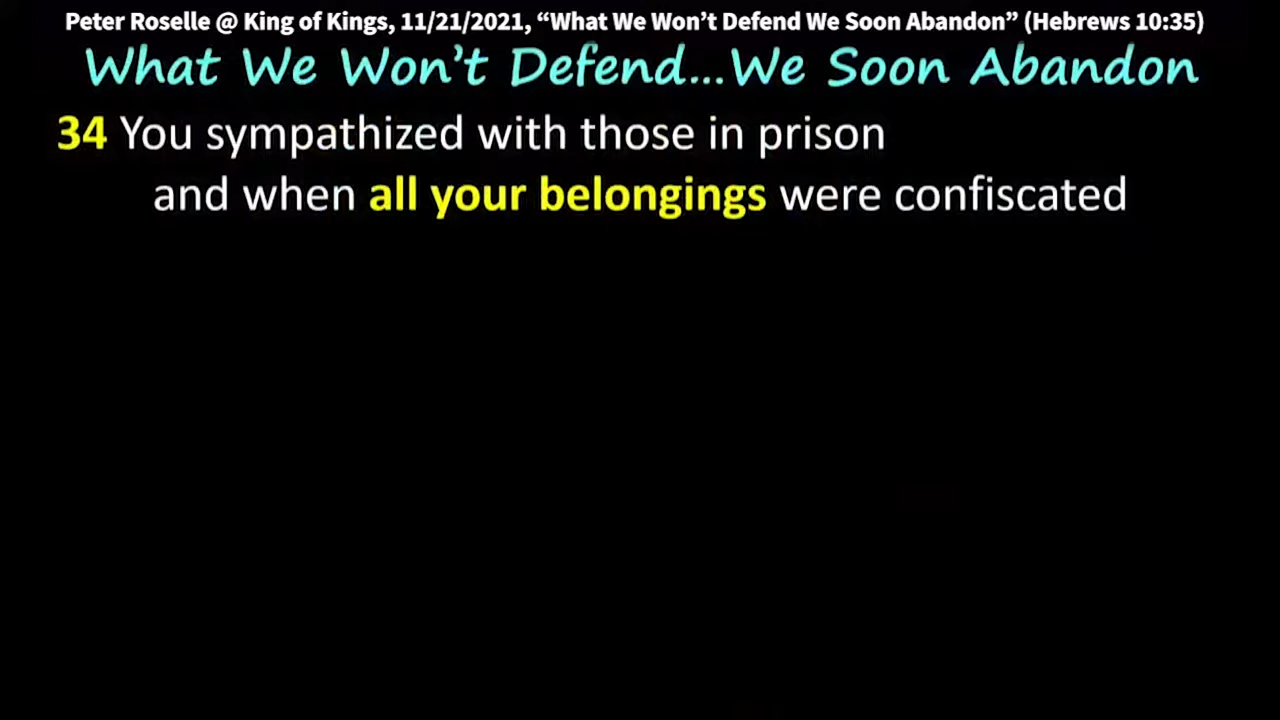 Peter Roselle @ King of Kings, 11/21/2021, “What We Won’t Defend We Soon Abandon” (Hebrews 10:35)
What We Won’t Defend...We Soon Abandon
34 You sympathized with those in prison
and when all your belongings were confiscated